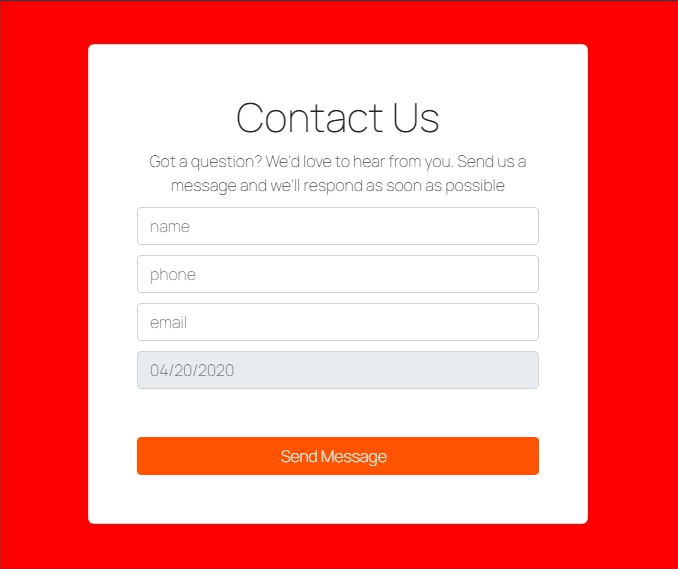 Contact Us
Got a question? We'd love to hear from you. Send us a
message and we'll respond as soon as possible
name
phone
email
04/20/2020
Send Message